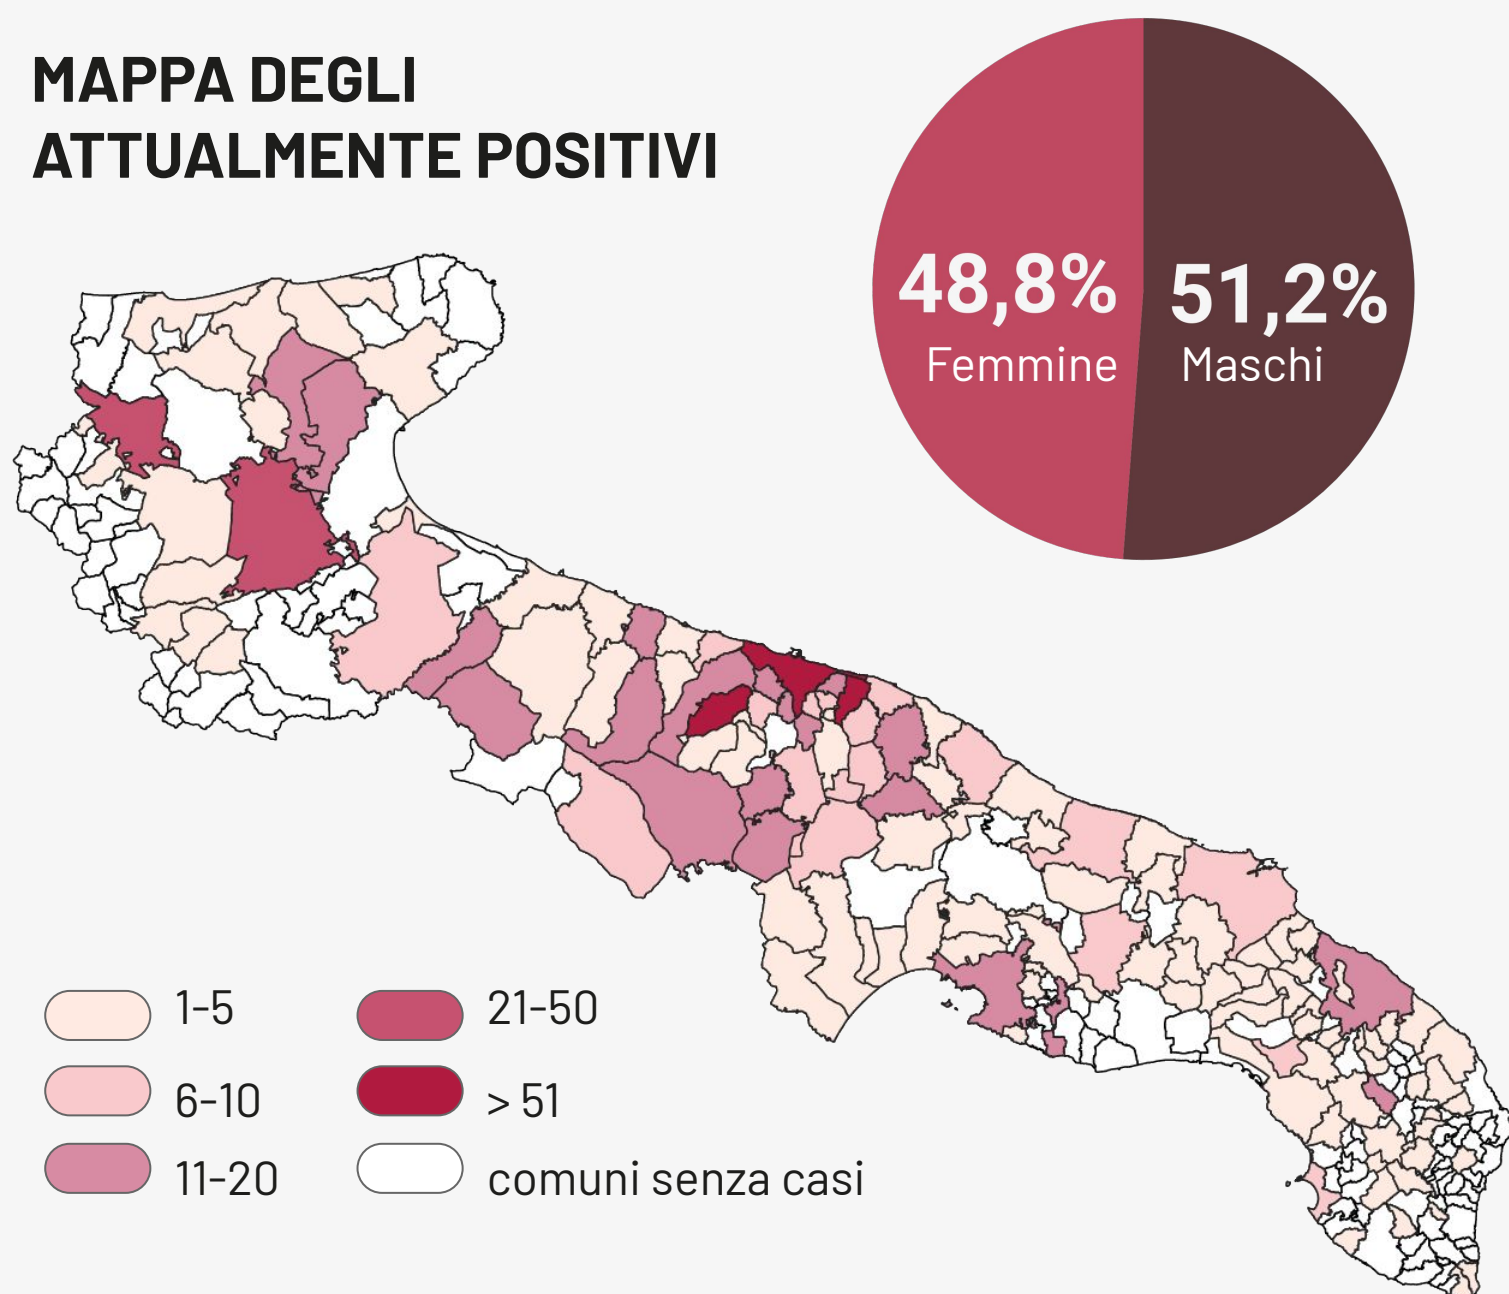 MAPPA DEGLI
ATTUALMENTE POSITIVI
48,8%
Femmine
51,2%
Maschi
1-5
6-10
11-20
21-50
> 51
comuni senza casi